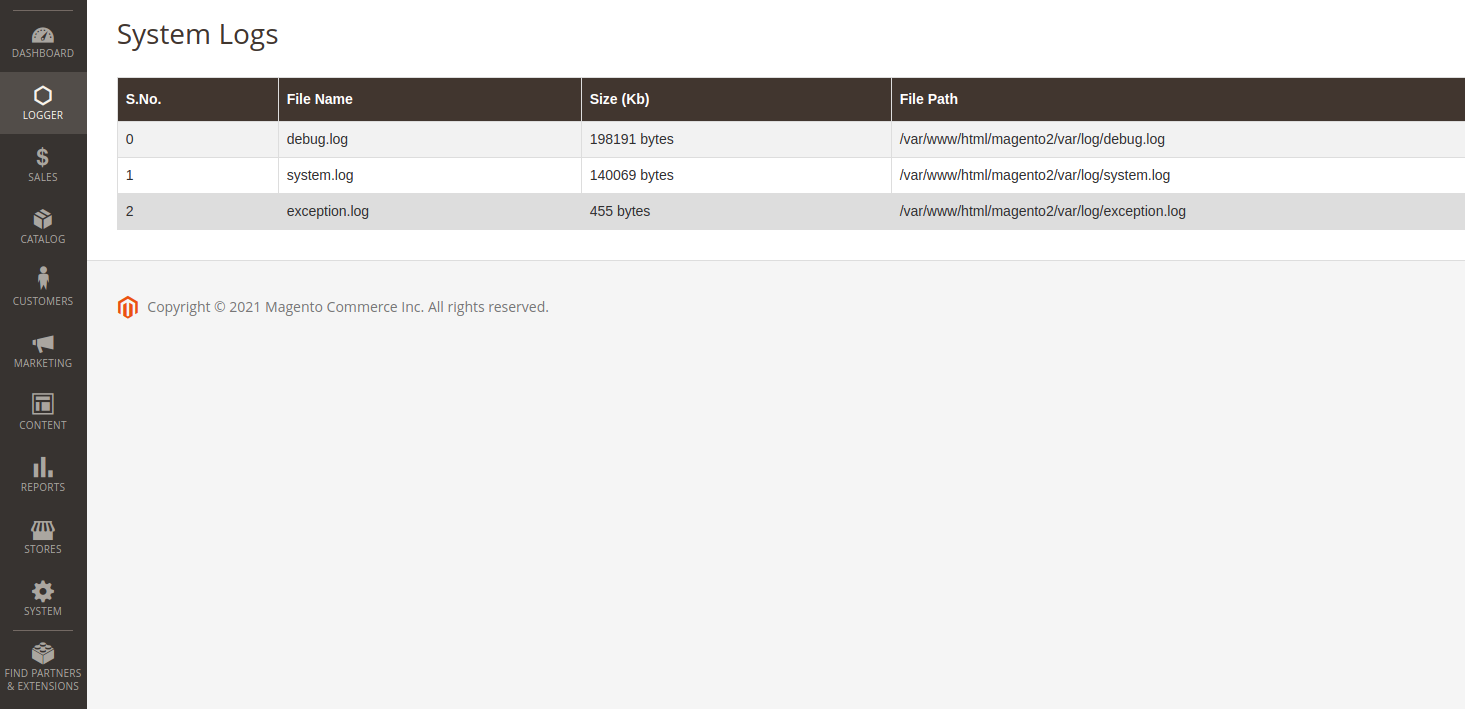 System Logs
DASHBOARD
LOGGER
SALES
CATALOG
CUSTOMERS
MARKETING
CONTENT
REPORTS
STORES
SYSTEM
FIND PARTNERS
& EXTENSIONS
S.No. File Name Size (Kb) File Path
0 debug.log 198191 bytes /var/www/html/magento2/var/log/debug.log
1 system.log 140069 bytes /var/www/html/magento2/var/log/system.log
2 exception.log 455 bytes /var/www/html/magento2/var/log/exception.log
Copyright © 2021 Magento Commerce Inc. All rights reserved.